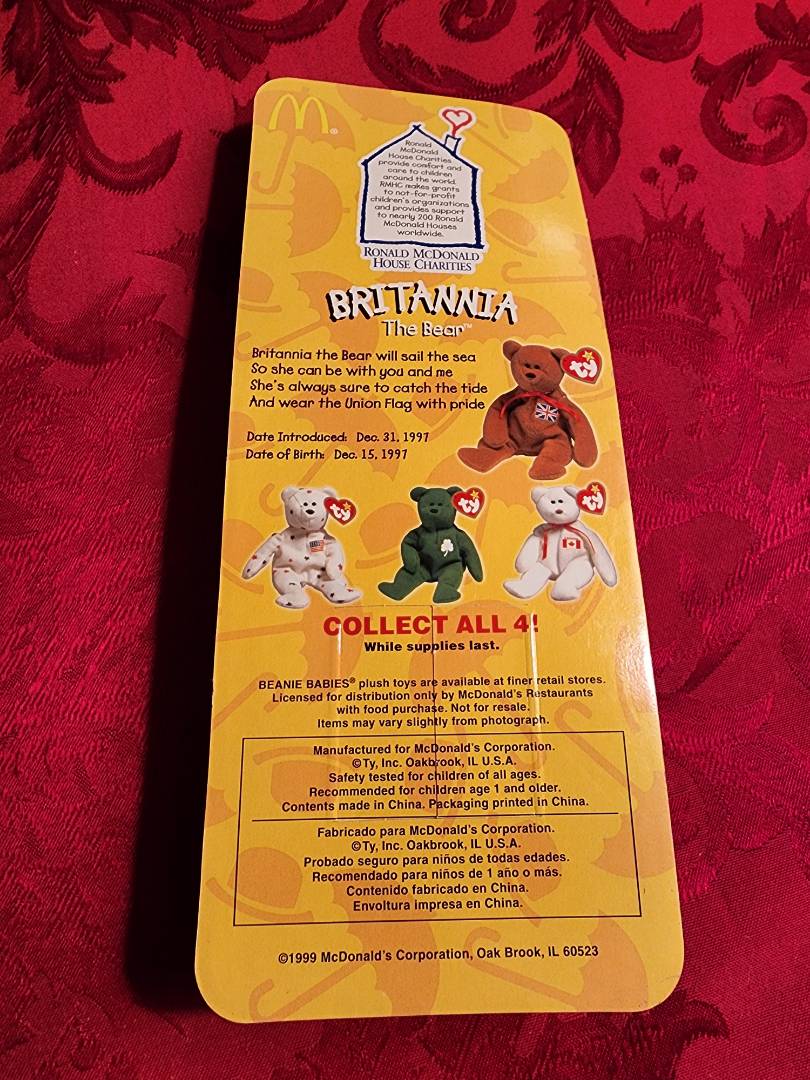 Ronald
McDonald
House Charities
provide comfort and
care to children
around the world.
RMHC makes grants
to not-for-profit
children's organizations
and provides support
to nearly 200 Ronald
McDonald Houses
worldwide.
RONALD MCDONALD
HOUSE CHARITIES
BRITANNIA
The Bear™
Britannia the Bear will sail the sea
So she can be with you and me
She's always sure to catch the tide
And wear the Union Flag with pride
Date Introduced: Dec. 31, 1997
Date of Birth: Dec. 15, 1997
ty
ty
ty
ty
COLLECT ALL 4!
While supplies last.
BEANIE BABIES® plush toys are available at finer retail stores.
Licensed for distribution only by McDonald's Restaurants
with food purchase. Not for resale.
Items may vary slightly from photograph.
Manufactured for McDonald's Corporation.
©Ty, Inc. Oakbrook, IL U.S.A.
Safety tested for children of all ages.
Recommended for children age 1 and older.
Contents made in China. Packaging printed in China.
Fabricado para McDonald's Corporation.
©Ty, Inc. Oakbrook, IL U.S.A.
Probado seguro para niños de todas edades.
Recomendado para niños de 1 año o más.
Contenido fabricado en China.
Envoltura impresa en China.
©1999 McDonald's Corporation, Oak Brook, IL 60523